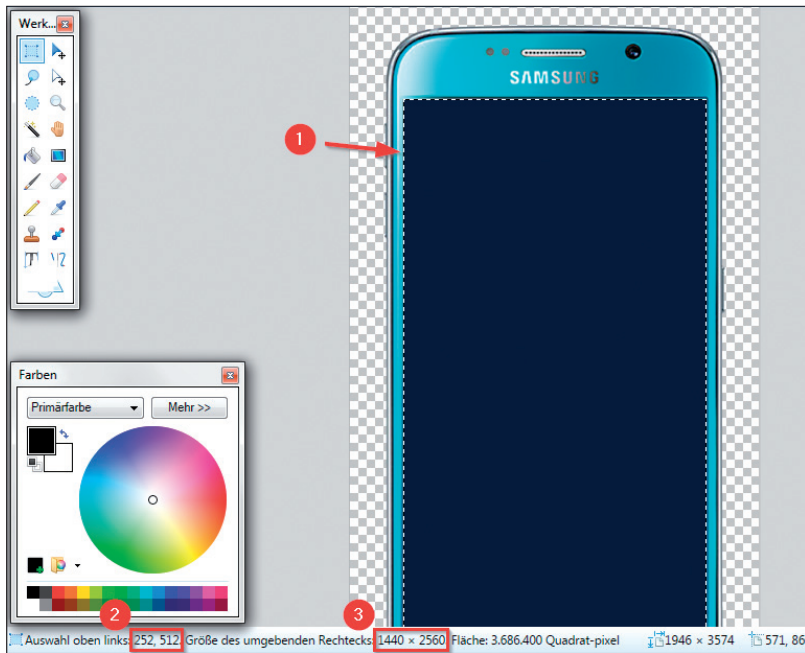 Werk...
SAMSUNG
1
Farben
Primärfarbe
Mehr >>
2
3
Auswahl oben links: 252, 512. Größe des umgebenden Rechtecks: 1440 × 2560. Fläche: 3.686.400 Quadrat-pixel
1946 × 3574
571, 86